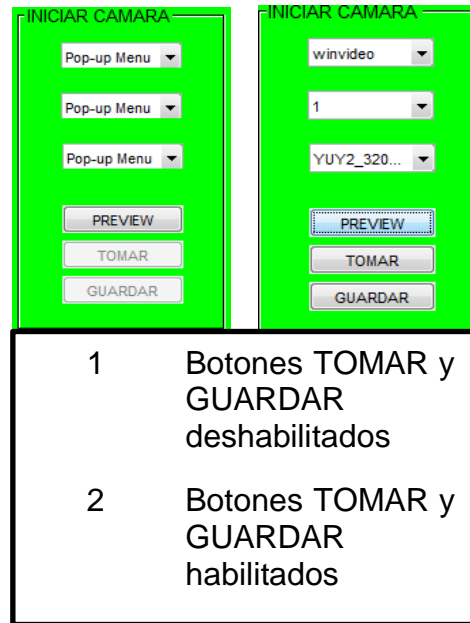 INICIAR CAMARA
Pop-up Menu
Pop-up Menu
Pop-up Menu
PREVIEW
TOMAR
GUARDAR
INICIAR CAMARA
winvideo
1
YUY2_320...
PREVIEW
TOMAR
GUARDAR
1 Botones TOMAR y
GUARDAR
deshabilitados
2 Botones TOMAR y
GUARDAR
habilitados